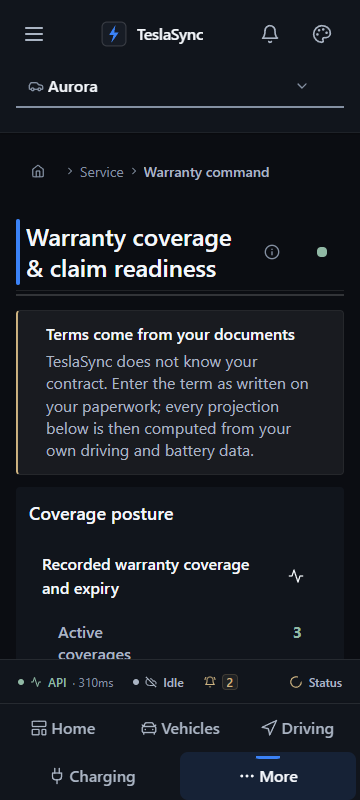 TeslaSync
Aurora
Service > Warranty command
Warranty coverage
& claim readiness
Terms come from your documents
TeslaSync does not know your
contract. Enter the term as written on
your paperwork; every projection
below is then computed from your
own driving and battery data.
Coverage posture
Recorded warranty coverage
and expiry
Active 3
coverages
API · 310ms Idle 2 Status
Home Vehicles Driving
Charging More